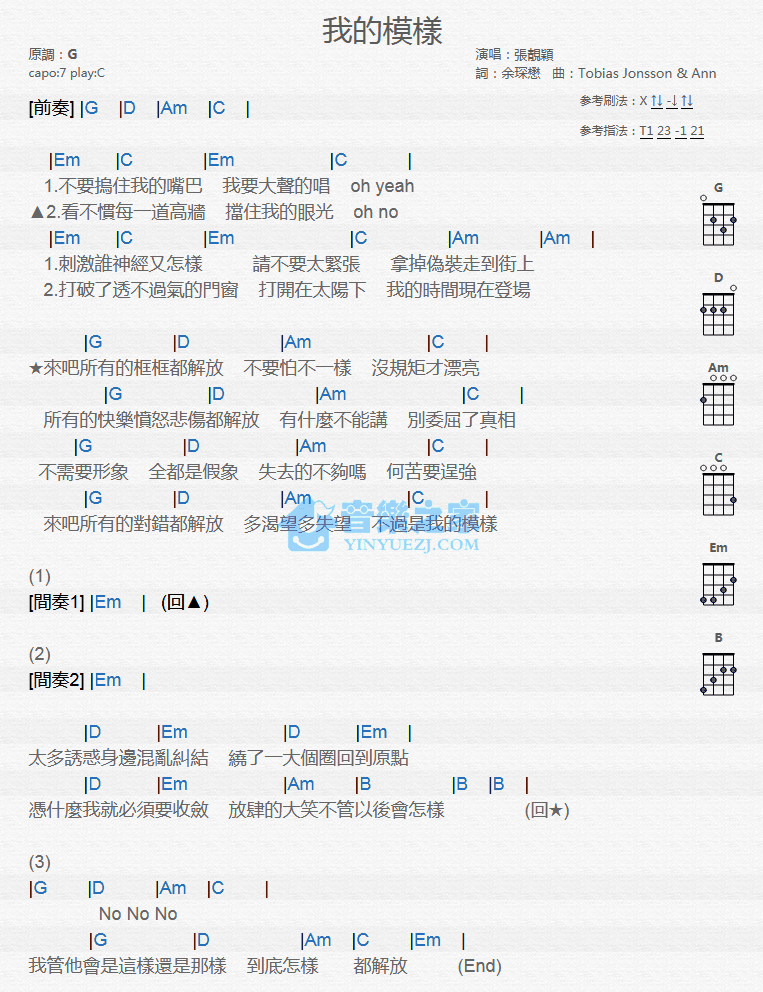 我的模樣
原調：G
演唱：張靚穎
capo:7 play:C
詞：余琛懋 曲：Tobias Jonsson & Ann
參考刷法：X ↑↓ -↓ ↑↓
[前奏] |G |D |Am |C |
參考指法：T1 23 -1 21
|Em |C |Em |C |
1.不要搗住我的嘴巴 我要大聲的唱 oh yeah
▲2.看不慣每一道高牆 擋住我的眼光 oh no
|Em |C |Em |C |Am |Am |
1.刺激誰神經又怎樣 請不要太緊張 拿掉偽裝走到街上
2.打破了透不過氣的門窗 打開在太陽下 我的時間現在登場
|G |D |Am |C |
★來吧所有的框框都解放 不要怕不一樣 沒規矩才漂亮
|G |D |Am |C |
所有的快樂憤怒悲傷都解放 有什麼不能講 別委屈了真相
|G |D |Am |C |
不需要形象 全都是假象 失去的不夠嗎 何苦要逞強
|G |D |Am |C |
來吧所有的對錯都解放 多渴望多失望 不過是我的模樣
音樂之家
YINYUEZJ.COM
(1)
[間奏1] |Em | (回▲)
(2)
[間奏2] |Em |
|D |Em |D |Em |
太多誘惑身邊混亂糾結 繞了一大個圈回到原點
|D |Em |Am |B |B |B |
憑什麼我就必須要收斂 放肆的大笑不管以後會怎樣 (回★)
(3)
|G |D |Am |C |
No No No
|G |D |Am |C |Em |
我管他會是這樣還是那樣 到底怎樣 都解放 (End)
G
D
Am
C
Em
B